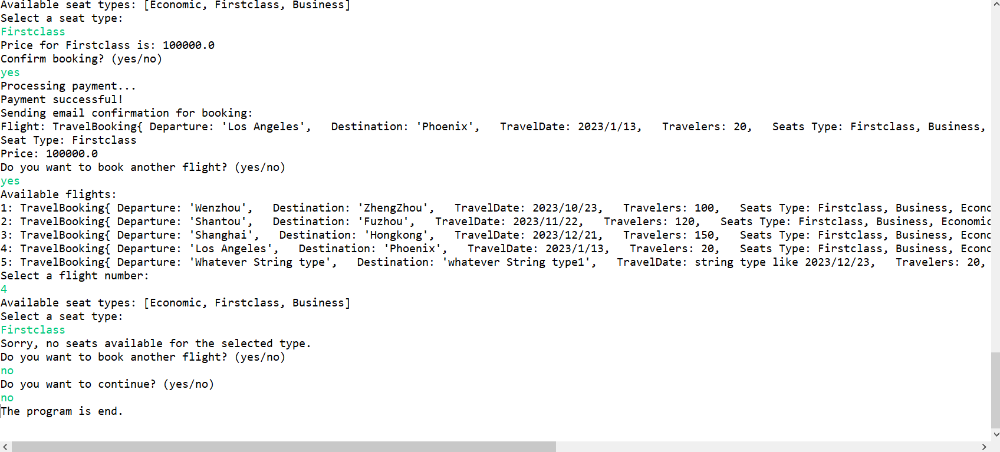 Available seat types: [Economic, Firstclass, Business]
Select a seat type:
Firstclass
Price for Firstclass is: 100000.0
Confirm booking? (yes/no)
yes
Processing payment...
Payment successful!
Sending email confirmation for booking:
Flight: TravelBooking{ Departure: 'Los Angeles',   Destination: 'Phoenix',   TravelDate: 2023/1/13,   Travelers: 20,   Seats Type: Firstclass, Business,
Seat Type: Firstclass
Price: 100000.0
Do you want to book another flight? (yes/no)
yes
Available flights:
1: TravelBooking{ Departure: 'Wenzhou',   Destination: 'ZhengZhou',   TravelDate: 2023/10/23,   Travelers: 100,   Seats Type: Firstclass, Business, Econo
2: TravelBooking{ Departure: 'Shantou',   Destination: 'Fuzhou',   TravelDate: 2023/11/22,   Travelers: 120,   Seats Type: Firstclass, Business, Economic
3: TravelBooking{ Departure: 'Shanghai',   Destination: 'Hongkong',   TravelDate: 2023/12/21,   Travelers: 150,   Seats Type: Firstclass, Business, Econo
4: TravelBooking{ Departure: 'Los Angeles',   Destination: 'Phoenix',   TravelDate: 2023/1/13,   Travelers: 20,   Seats Type: Firstclass, Business, Econo
5: TravelBooking{ Departure: 'Whatever String type',   Destination: 'whatever String type1',   TravelDate: string type like 2023/12/23,   Travelers: 20,
Select a flight number:
4
Available seat types: [Economic, Firstclass, Business]
Select a seat type:
Firstclass
Sorry, no seats available for the selected type.
Do you want to book another flight? (yes/no)
no
Do you want to continue? (yes/no)
no
The program is end.